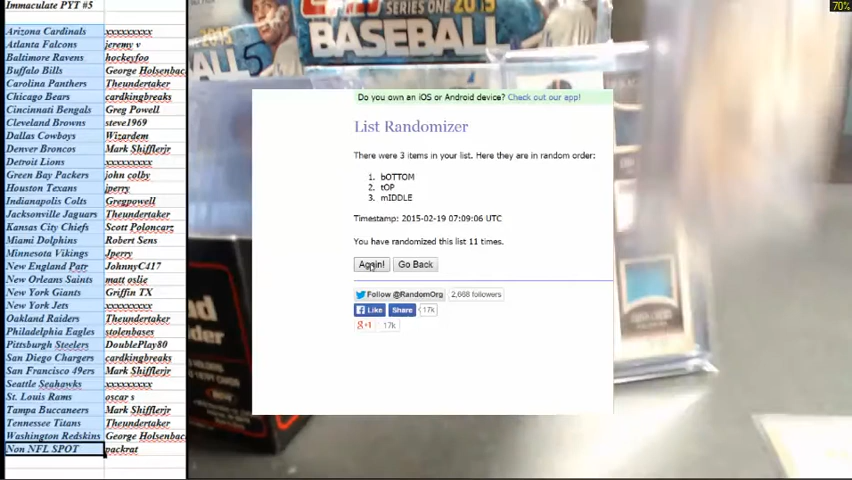 Immaculate PYT #5
Arizona Cardinals xxxxxxxxx
Atlanta Falcons jeremy v
Baltimore Ravens hockeyfoo
Buffalo Bills George Holsenbac
Carolina Panthers Theundertaker
Chicago Bears cardkingbreaks
Cincinnati Bengals Greg Powell
Cleveland Browns steve1969
Dallas Cowboys Wizardem
Denver Broncos Mark Shifflerjr
Detroit Lions xxxxxxxxx
Green Bay Packers john colby
Houston Texans jperry
Indianapolis Colts Gregpowell
Jacksonville Jaguars Theundertaker
Kansas City Chiefs Scott Poloncarz
Miami Dolphins Robert Sens
Minnesota Vikings Jperry
New England Patr JohnnyC417
New Orleans Saints matt oslie
New York Giants Griffin TX
New York Jets xxxxxxxxx
Oakland Raiders Theundertaker
Philadelphia Eagles stolenbases
Pittsburgh Steelers DoublePlay80
San Diego Chargers cardkingbreaks
San Francisco 49ers Mark Shifflerjr
Seattle Seahawks xxxxxxxxx
St. Louis Rams oscar s
Tampa Buccaneers Mark Shifflerjr
Tennessee Titans Theundertaker
Washington Redskins George Holsenbac
Non NFL SPOT packrat
SERIES ONE 2015
BASEBALL
2015
BALL
70%
Do you own an iOS or Android device? Check out our app!
List Randomizer
There were 3 items in your list. Here they are in random order:
1. bOTTOM
2. tOP
3. mIDDLE
Timestamp: 2015-02-19 07:09:06 UTC
You have randomized this list 11 times.
Again! Go Back
Follow @RandomOrg 2,668 followers
Like Share 17k
g+1 17k